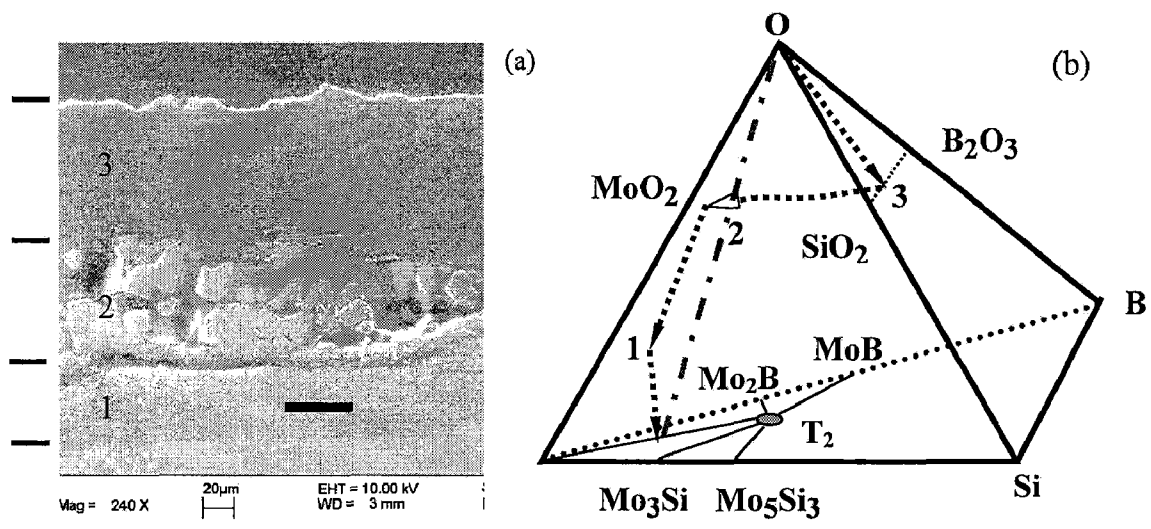 (a)
3
2
1
Mag = 240 X
20µm
EHT = 10.00 kV
WD = 3 mm
(b)
O
B₂O₃
MoO₂
3
2
SiO₂
B
1
MoB
Mo₂B
T₂
Si
Mo₃Si
Mo₅Si₃